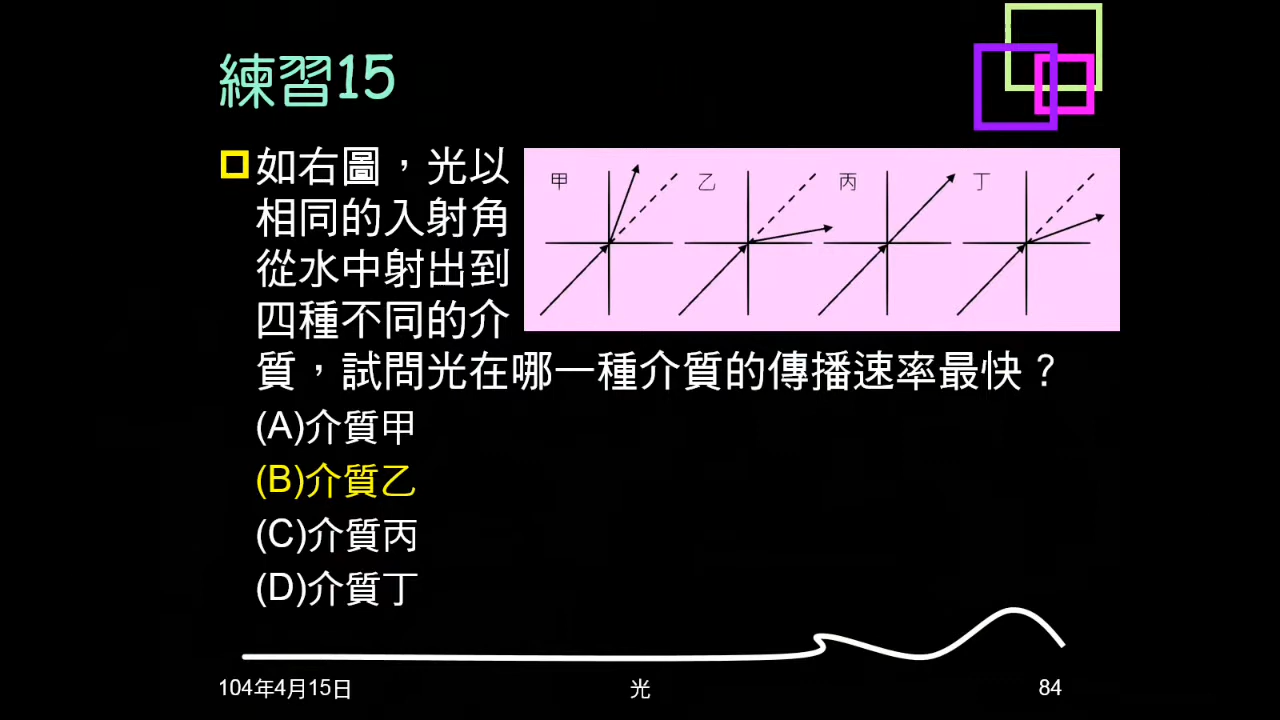 練習15
如右圖，光以
相同的入射角
從水中射出到
四種不同的介
質，試問光在哪一種介質的傳播速率最快？
甲 乙 丙 丁
(A)介質甲
(B)介質乙
(C)介質丙
(D)介質丁
104年4月15日 光 84